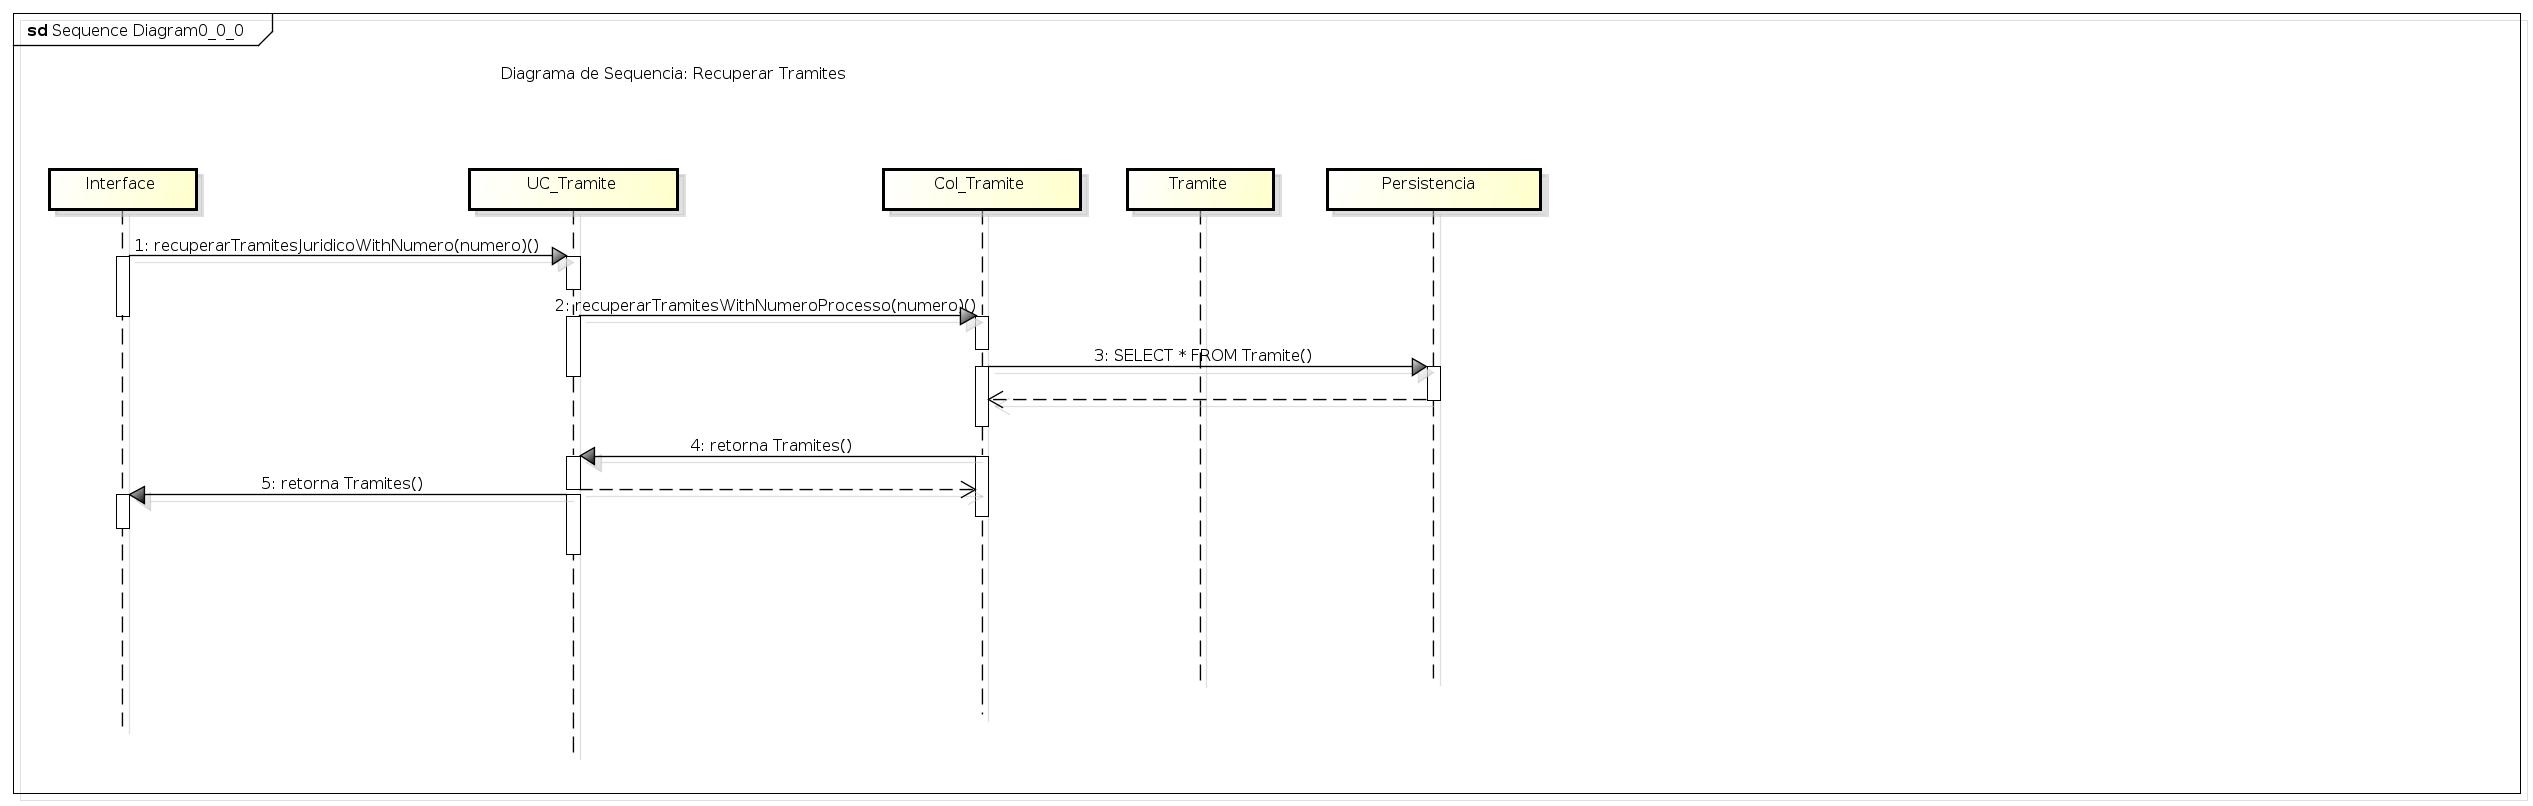 sd Sequence Diagram0_0_0
Diagrama de Sequencia: Recuperar Tramites
Interface
UC_Tramite
Col_Tramite
Tramite
Persistencia
1: recuperarTramitesJuridicoWithNumero(numero)()
2: recuperarTramitesWithNumeroProcesso(numero)()
3: SELECT * FROM Tramite()
4: retorna Tramites()
5: retorna Tramites()